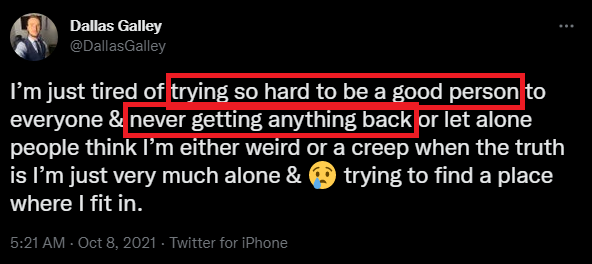 Dallas Galley
@DallasGalley
I'm just tired of trying so hard to be a good person to
everyone & never getting anything back or let alone
people think I'm either weird or a creep when the truth
is I'm just very much alone & 😢 trying to find a place
where I fit in.
5:21 AM · Oct 8, 2021 · Twitter for iPhone